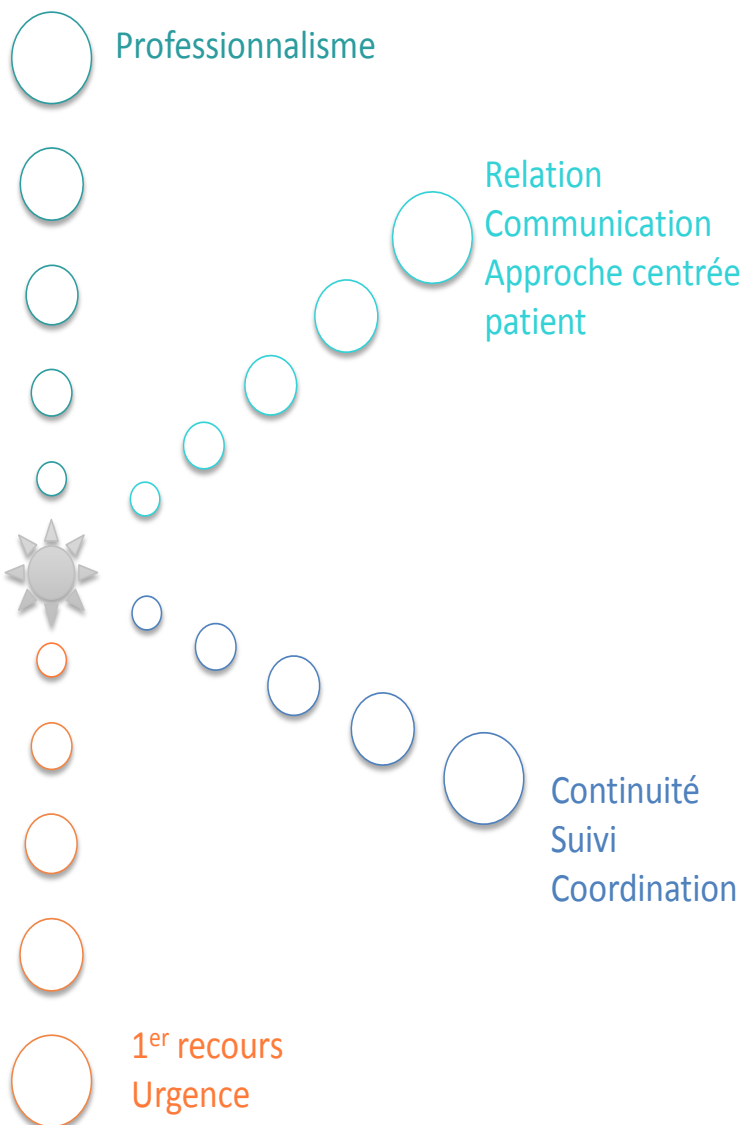 Professionnalisme
Relation
Communication
Approche centrée
patient
Continuité
Suivi
Coordination
1er recours
Urgence